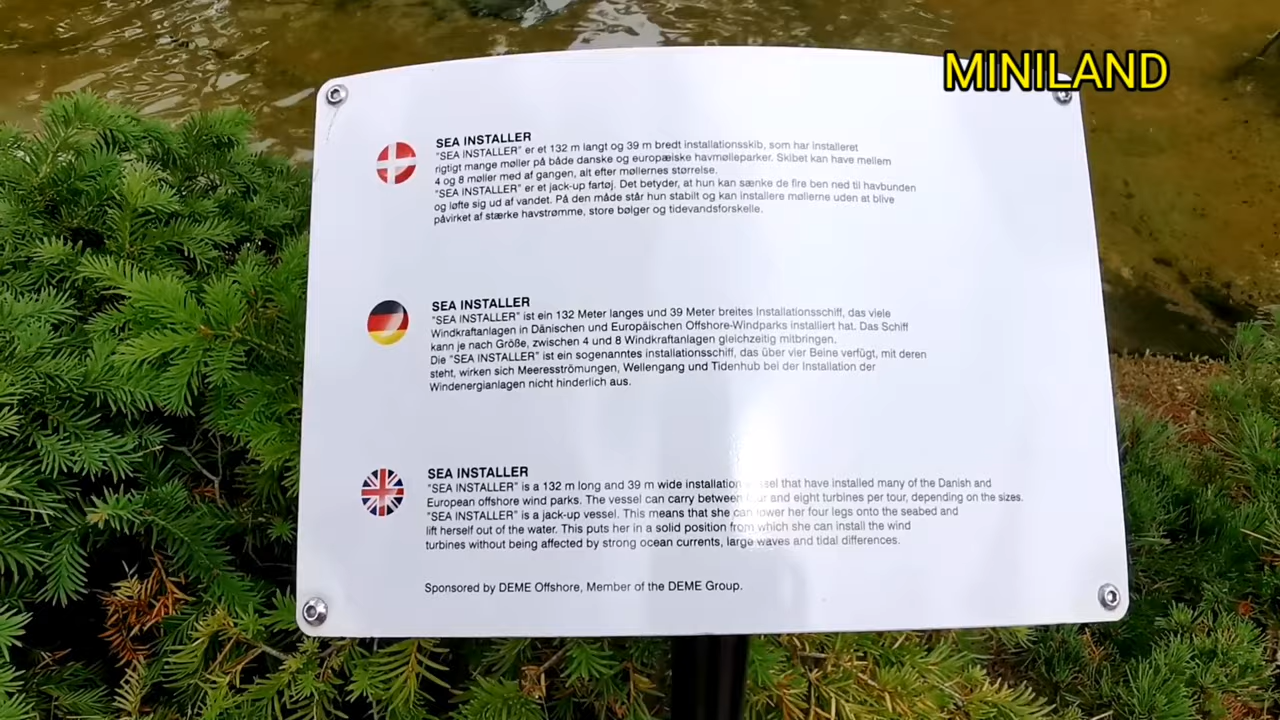 MINILAND
SEA INSTALLER
"SEA INSTALLER" er et 132 m langt og 39 m bredt installationsskib, som har installeret
rigtigt mange møller på både danske og europæiske havmølleparker. Skibet kan have mellem
4 og 8 møller med af gangen, alt efter møllernes størrelse.
"SEA INSTALLER" er et jack-up fartøj. Det betyder, at hun kan sænke de fire ben ned til havbunden
og løfte sig ud af vandet. På den måde står hun stabilt og kan installere møllerne uden at blive
påvirket af stærke havstrømme, store bølger og tidevandsforskelle.
SEA INSTALLER
"SEA INSTALLER" ist ein 132 Meter langes und 39 Meter breites Installationsschiff, das viele
Windkraftanlagen in Dänischen und Europäischen Offshore-Windparks installiert hat. Das Schiff
kann je nach Größe, zwischen 4 und 8 Windkraftanlagen gleichzeitig mitbringen.
Die "SEA INSTALLER" ist ein sogenanntes installationsschiff, das über vier Beine verfügt, mit deren
steht, wirken sich Meeresströmungen, Wellengang und Tidenhub bei der Installation der
Windenergianlagen nicht hinderlich aus.
SEA INSTALLER
"SEA INSTALLER" is a 132 m long and 39 m wide installation vessel that have installed many of the Danish and
European offshore wind parks. The vessel can carry between four and eight turbines per tour, depending on the sizes.
"SEA INSTALLER" is a jack-up vessel. This means that she can lower her four legs onto the seabed and
lift herself out of the water. This puts her in a solid position from which she can install the wind
turbines without being affected by strong ocean currents, large waves and tidal differences.
Sponsored by DEME Offshore, Member of the DEME Group.